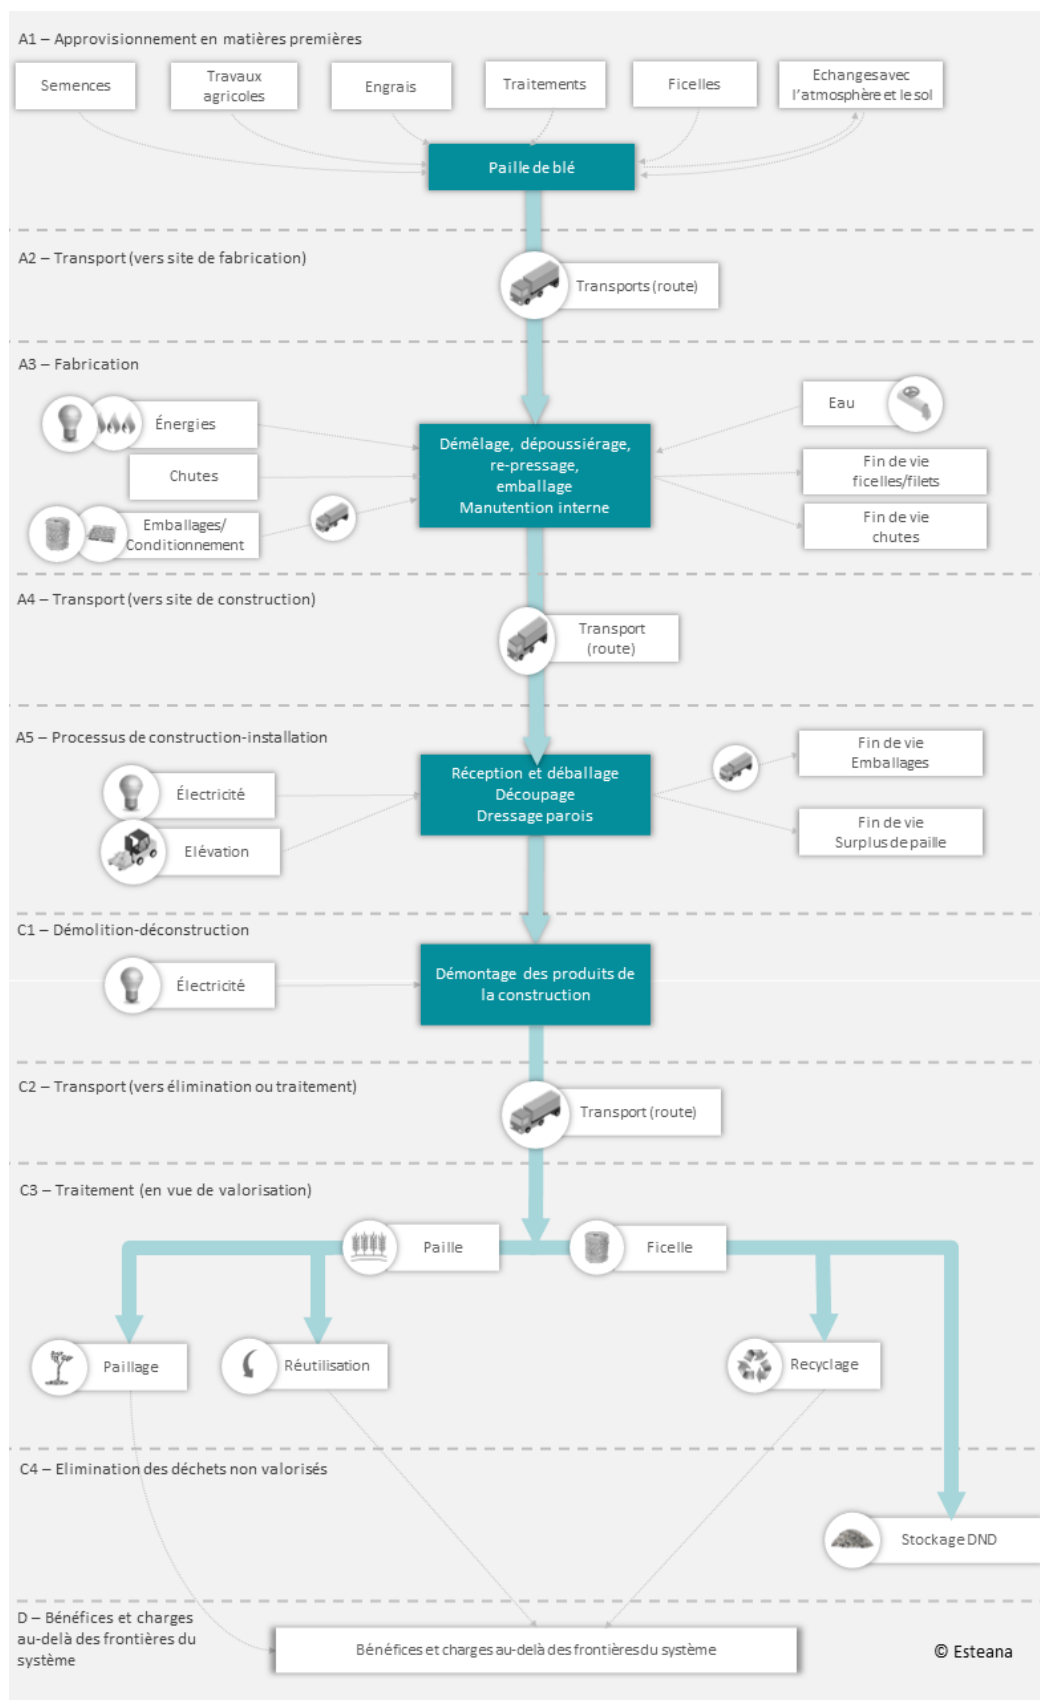 A1 – Approvisionnement en matières premières
Semences
Travaux
agricoles
Engrais
Traitements
Ficelles
Echangesavec
l'atmosphère et le sol
Paille de blé
A2 – Transport (vers site de fabrication)
Transports (route)
A3 – Fabrication
Énergies
Chutes
Emballages/
Conditionnement
Démêlage, dépoussiérage,
re-pressage,
emballage
Manutention interne
Eau
Fin de vie
ficelles/filets
Fin de vie
chutes
A4 – Transport (vers site de construction)
Transport
(route)
A5 – Processus de construction-installation
Électricité
Elévation
Réception et déballage
Découpage
Dressage parois
Fin de vie
Emballages
Fin de vie
Surplus de paille
C1 – Démolition-déconstruction
Électricité
Démontage des produits de
la construction
C2 – Transport (vers élimination ou traitement)
Transport (route)
C3 – Traitement (en vue de valorisation)
Paille
Ficelle
Paillage
Réutilisation
Recyclage
C4 – Elimination des déchets non valorisés
Stockage DND
D – Bénéfices et charges
au-delà des frontières du
système
Bénéfices et charges au-delà des frontières du système
© Esteana